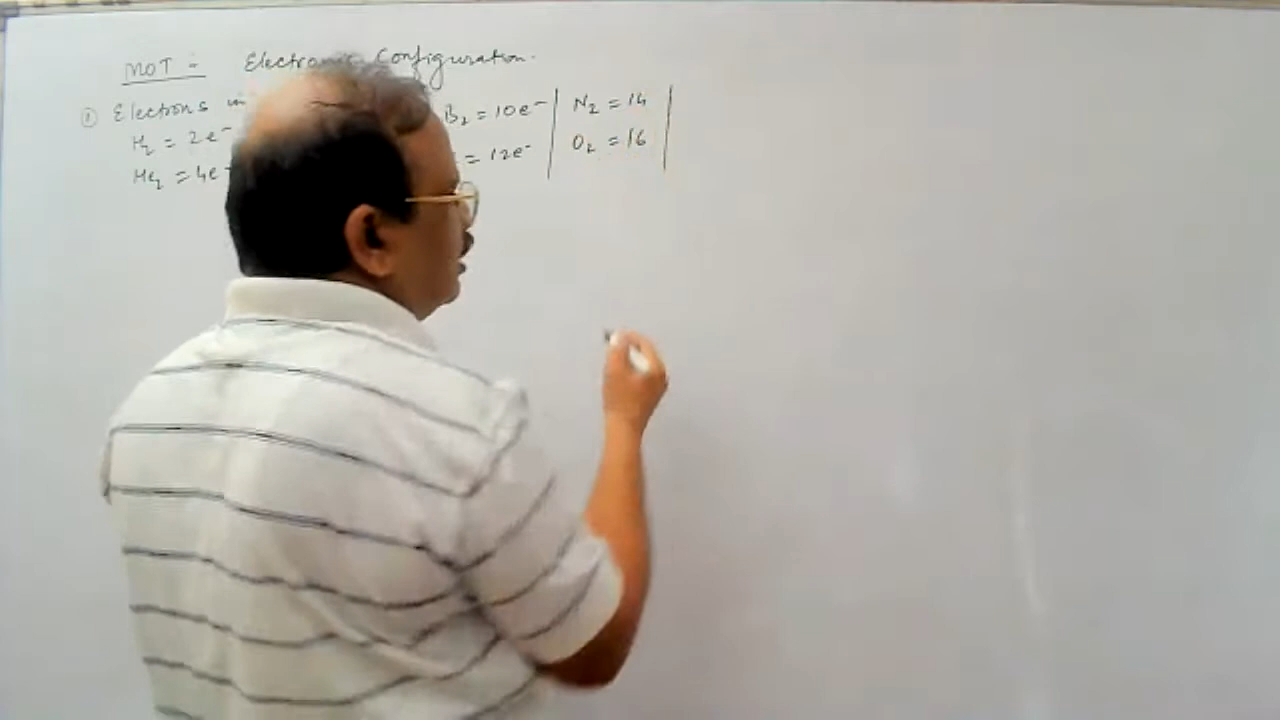 MOT :- Electronic Configuration.
① Electrons in
H₂ = 2e⁻ B₂ = 10e⁻ N₂ = 14
He₂ = 4e⁻ = 12e⁻ O₂ = 16